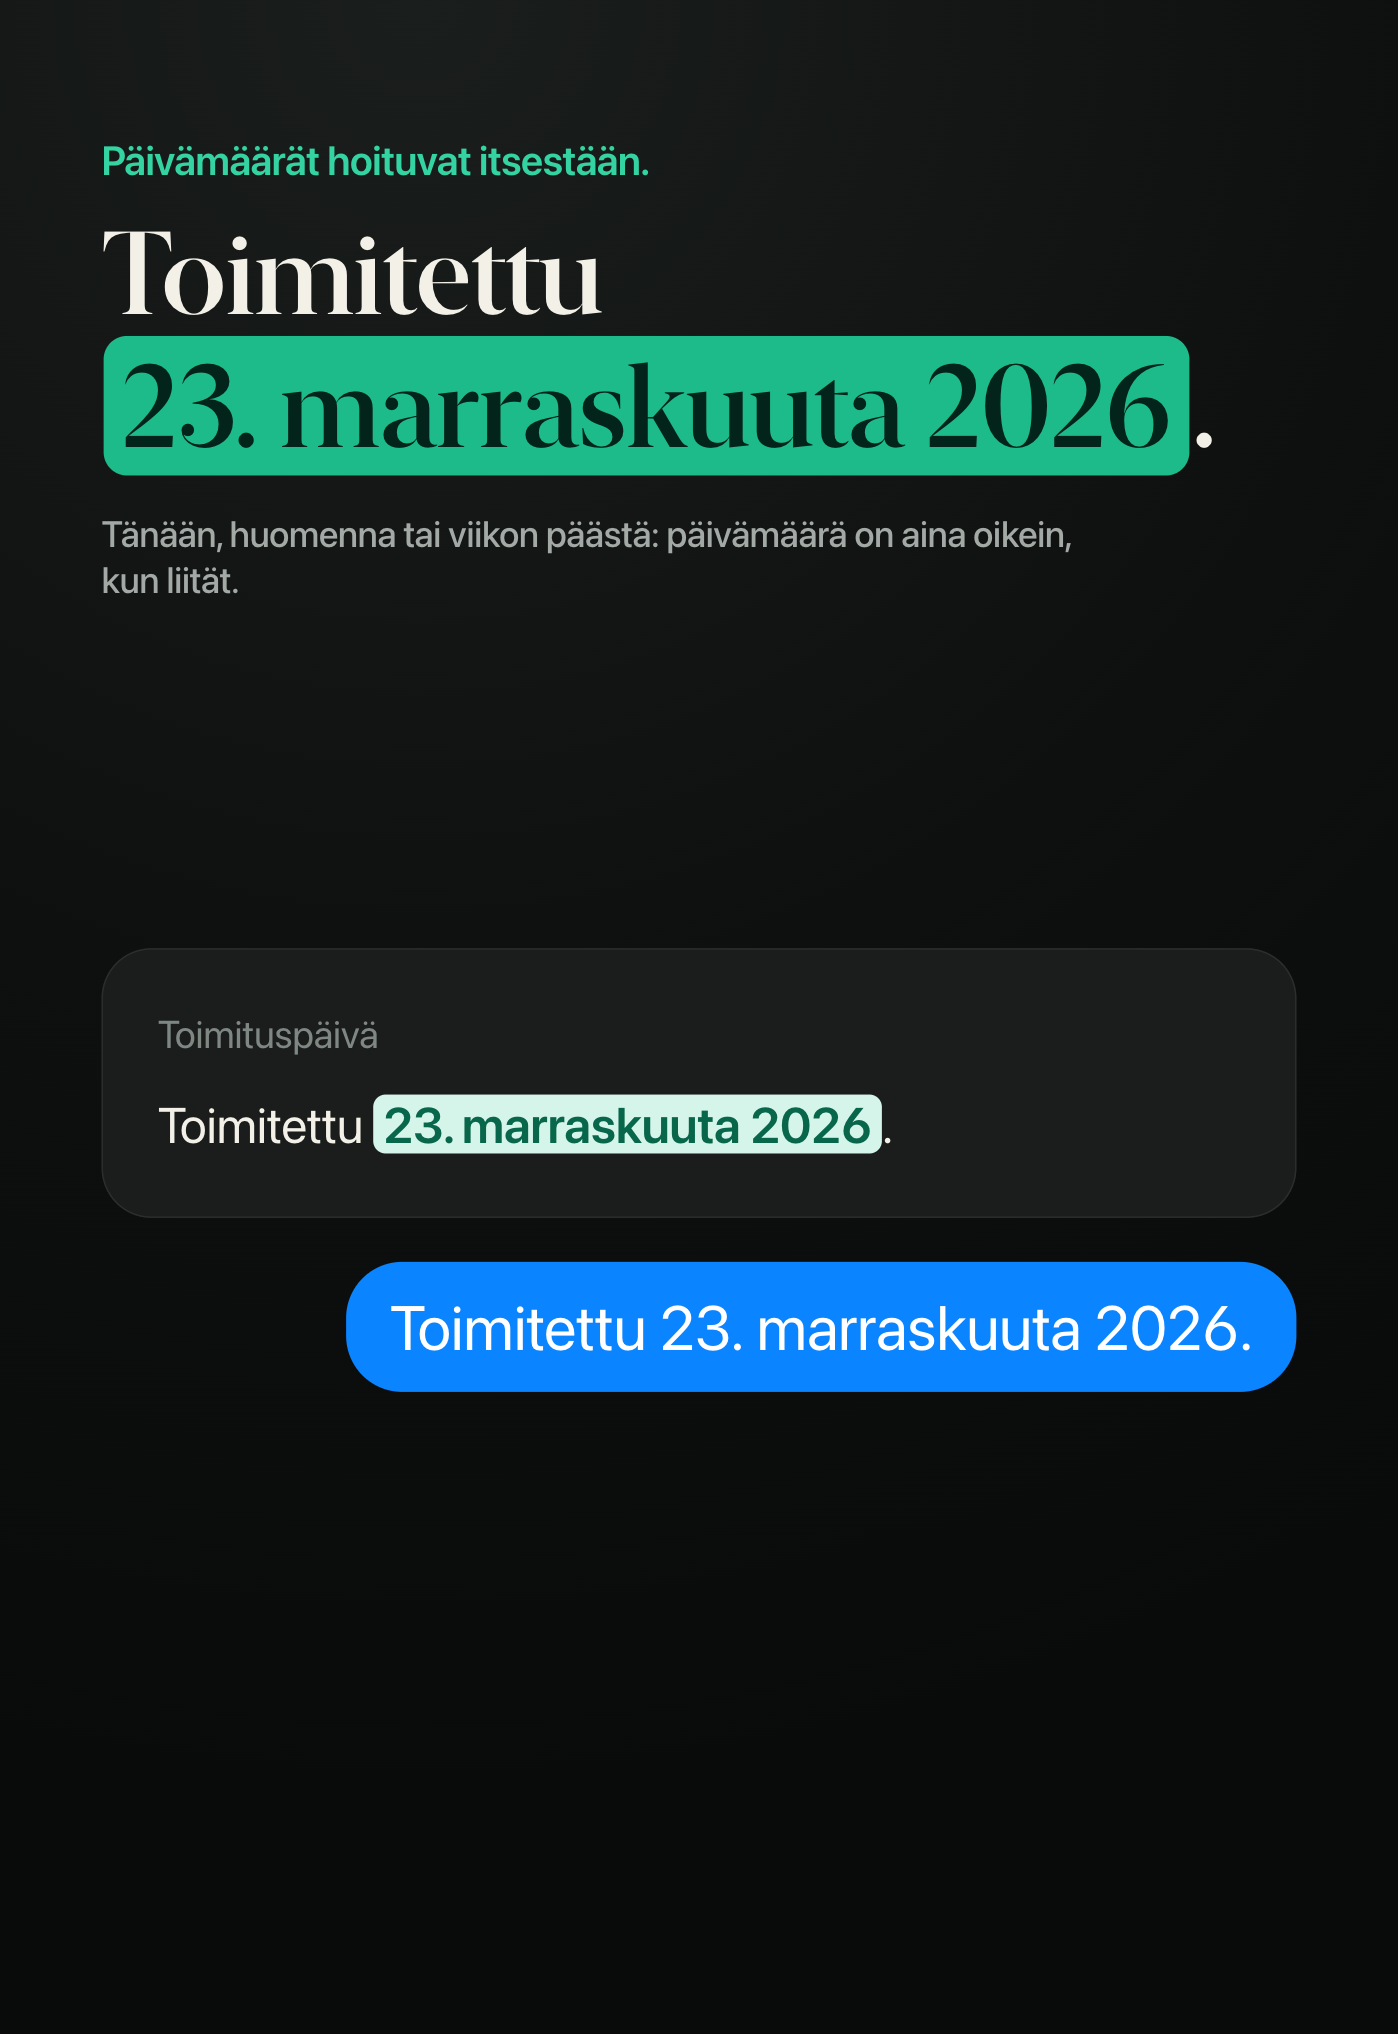 Päivämäärät hoituvat itsestään.
Toimitettu
23. marraskuuta 2026.
Tänään, huomenna tai viikon päästä: päivämäärä on aina oikein,
kun liität.
Toimituspäivä
Toimitettu 23. marraskuuta 2026.
Toimitettu 23. marraskuuta 2026.